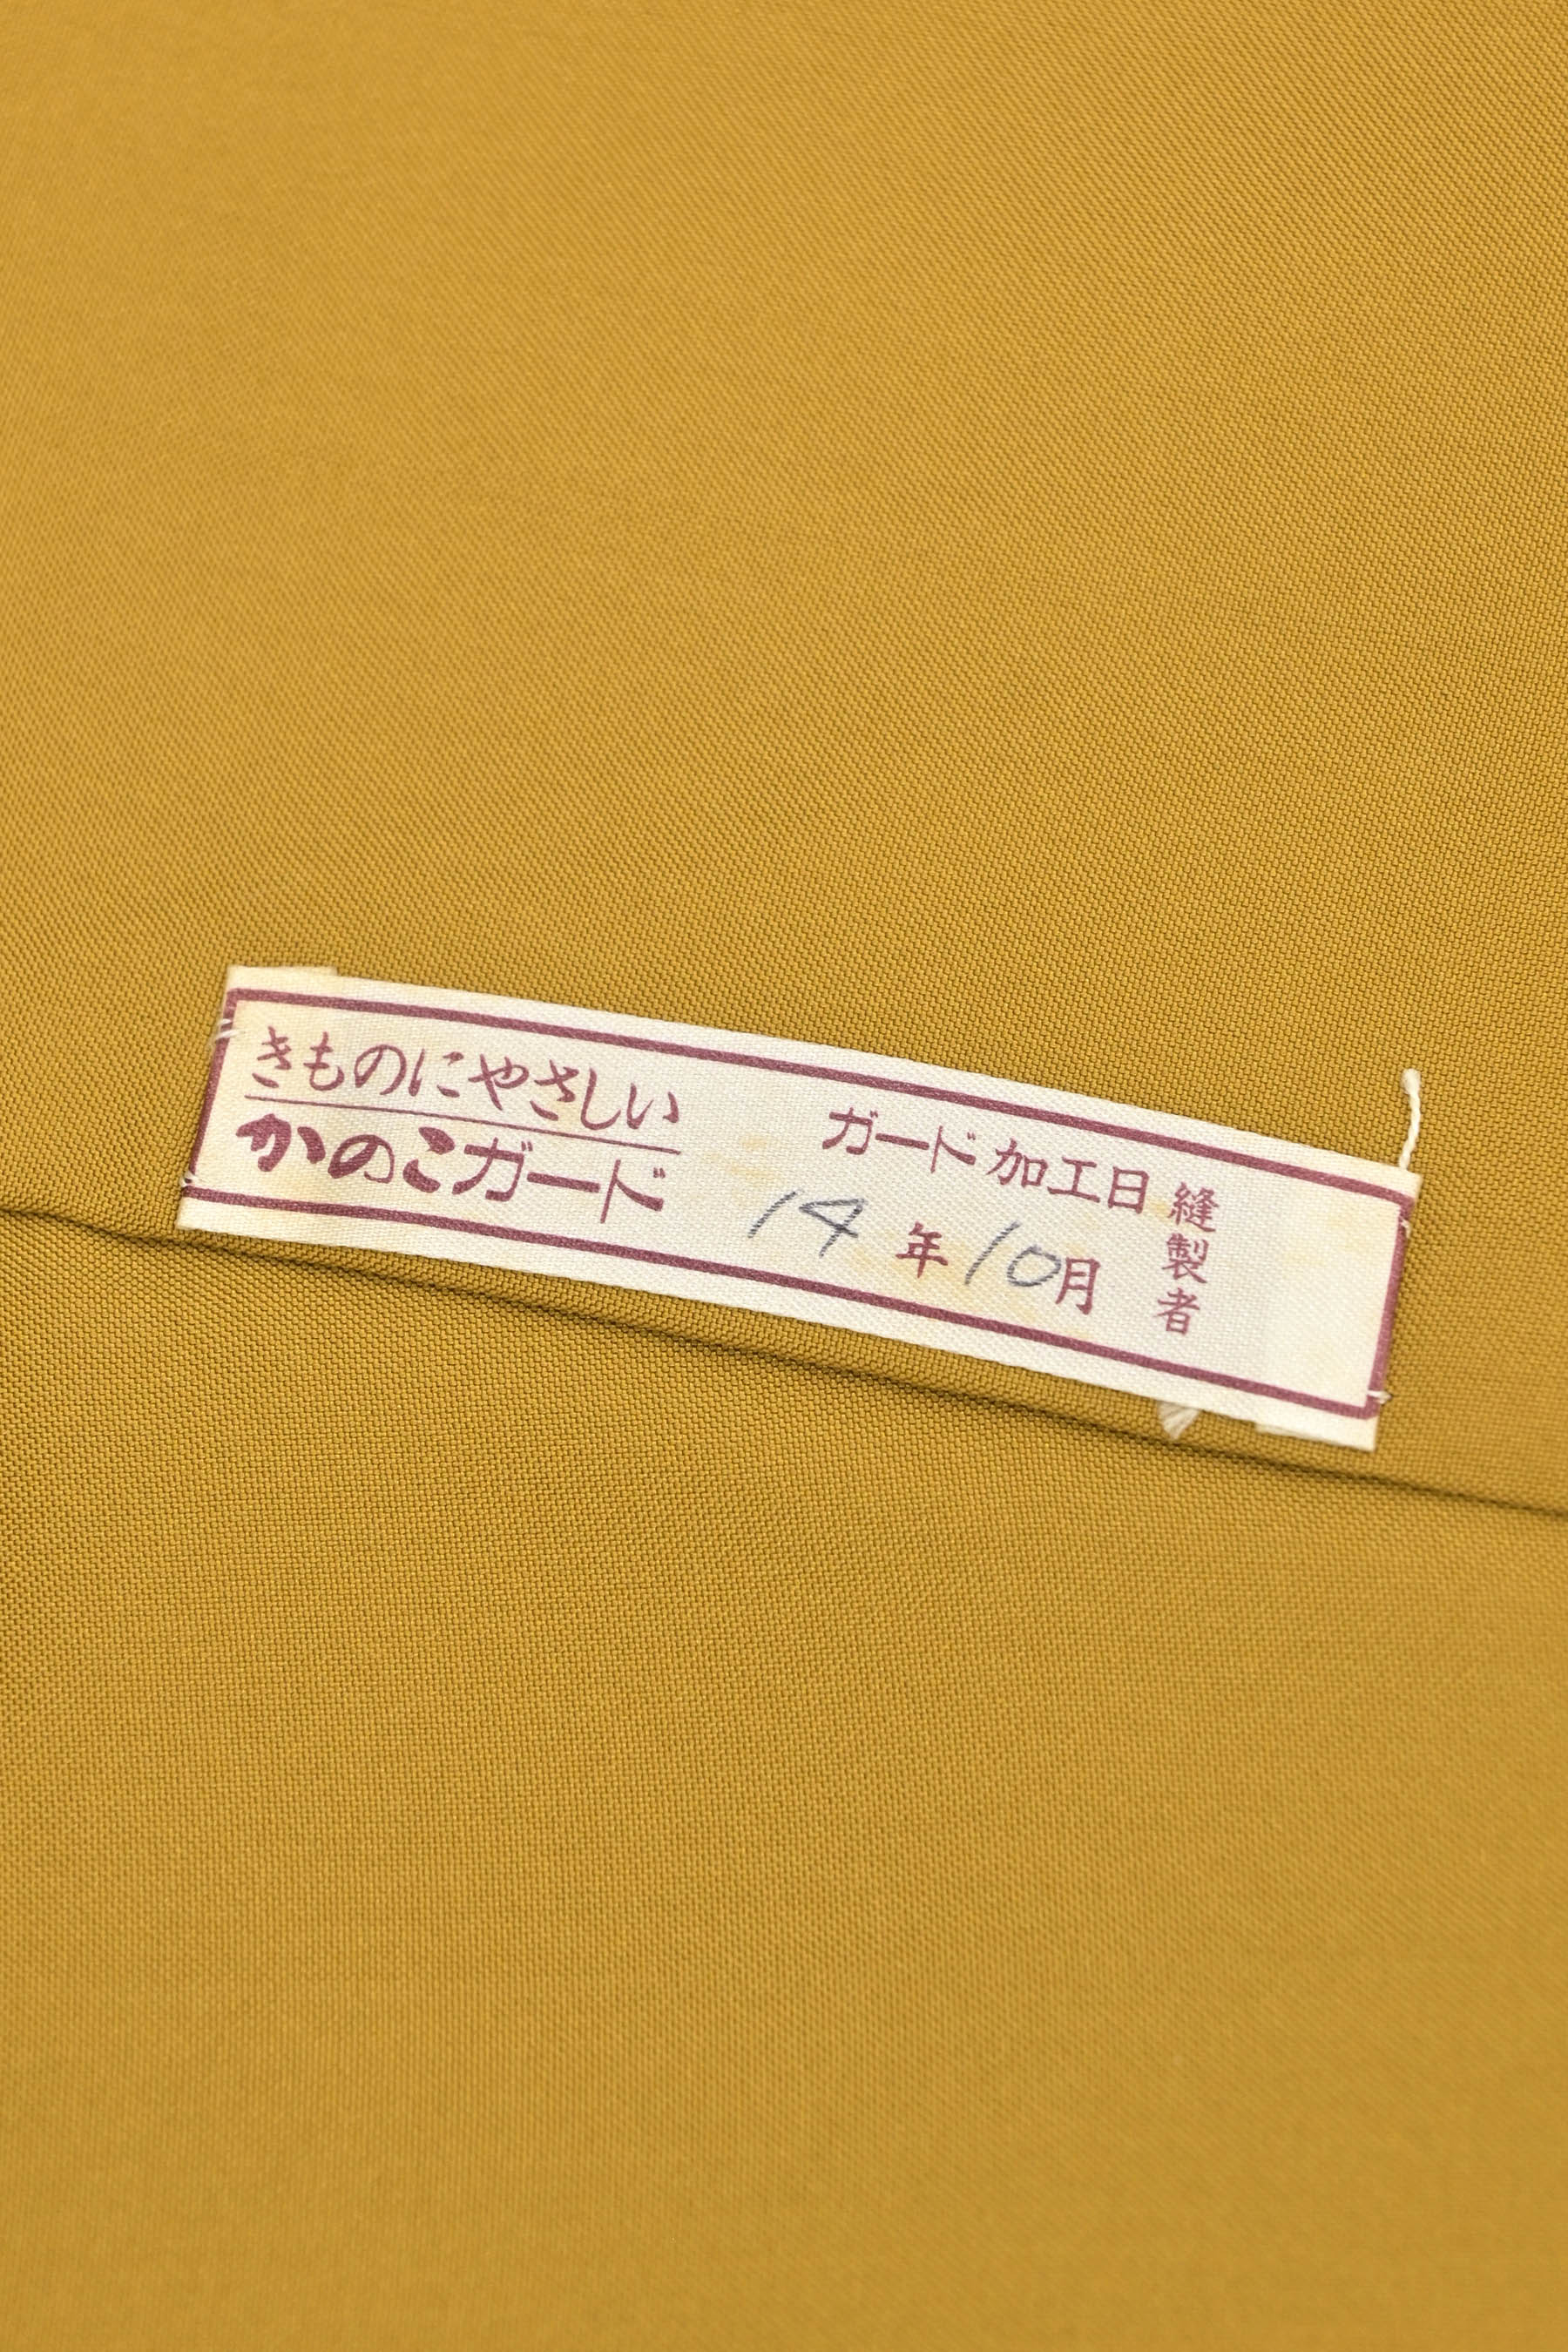 きものにやさしい
かのこガード
ガード加工日
14年10月
縫製者